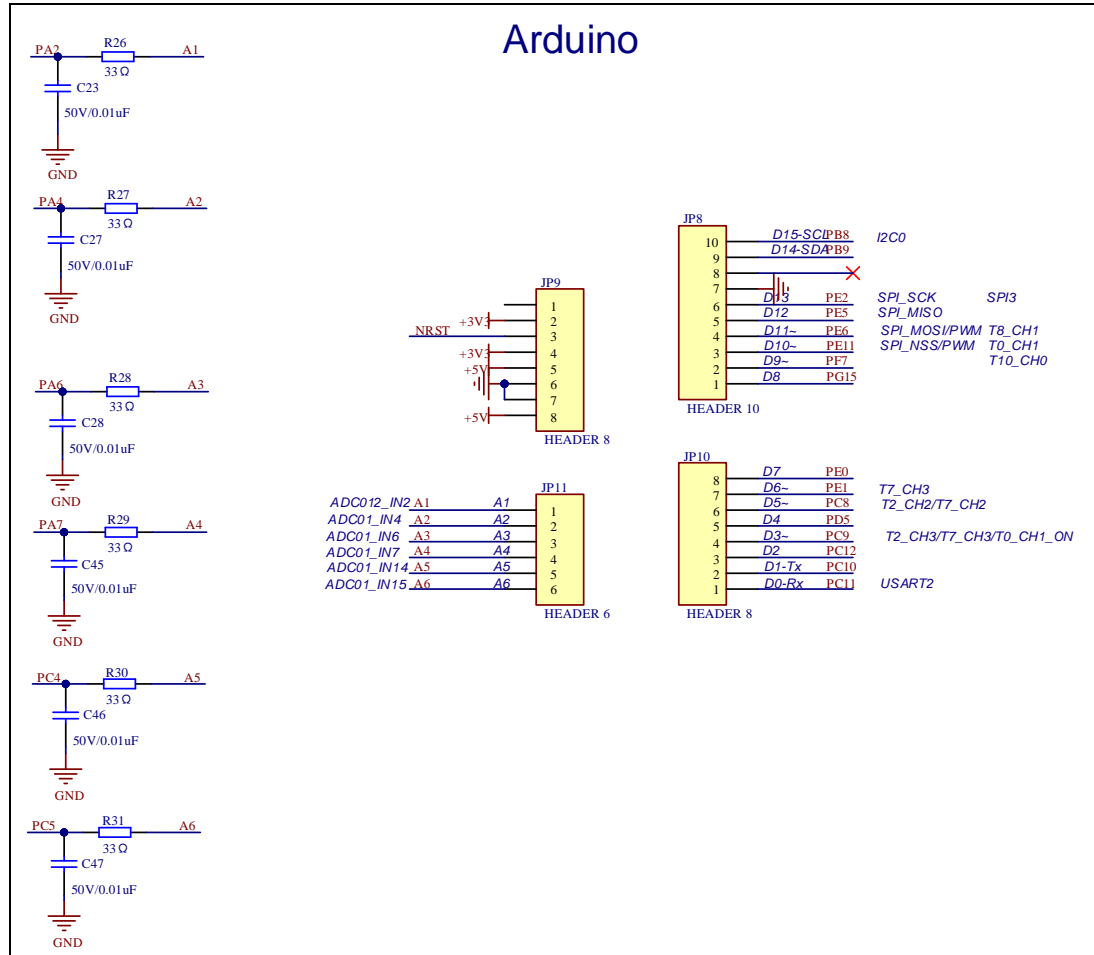 Arduino
PA2 R26 A1
33Ω
C23
50V/0.01uF
GND
PA4 R27 A2
33Ω
C27
50V/0.01uF
GND
PA6 R28 A3
33Ω
C28
50V/0.01uF
GND
PA7 R29 A4
33Ω
C45
50V/0.01uF
GND
PC4 R30 A5
33Ω
C46
50V/0.01uF
GND
PC5 R31 A6
33Ω
C47
50V/0.01uF
GND
JP9
1
+3V3 2
NRST 3
+3V3 4
+5V 5
6
7
+5V 8
HEADER 8
JP11
ADC012_IN2 A1 A1 1
ADC01_IN4 A2 A2 2
ADC01_IN6 A3 A3 3
ADC01_IN7 A4 A4 4
ADC01_IN14 A5 A5 5
ADC01_IN15 A6 A6 6
HEADER 6
JP8
10 D15-SCL PB8 I2C0
9 D14-SDA PB9
8
7
6 D13 PE2 SPI_SCK SPI3
5 D12 PE5 SPI_MISO
4 D11~ PE6 SPI_MOSI/PWM T8_CH1
3 D10~ PE11 SPI_NSS/PWM T0_CH1
2 D9~ PF7 T10_CH0
1 D8 PG15
HEADER 10
JP10
8 D7 PE0
7 D6~ PE1 T7_CH3
6 D5~ PC8 T2_CH2/T7_CH2
5 D4 PD5
4 D3~ PC9 T2_CH3/T7_CH3/T0_CH1_ON
3 D2 PC12
2 D1-Tx PC10
1 D0-Rx PC11 USART2
HEADER 8